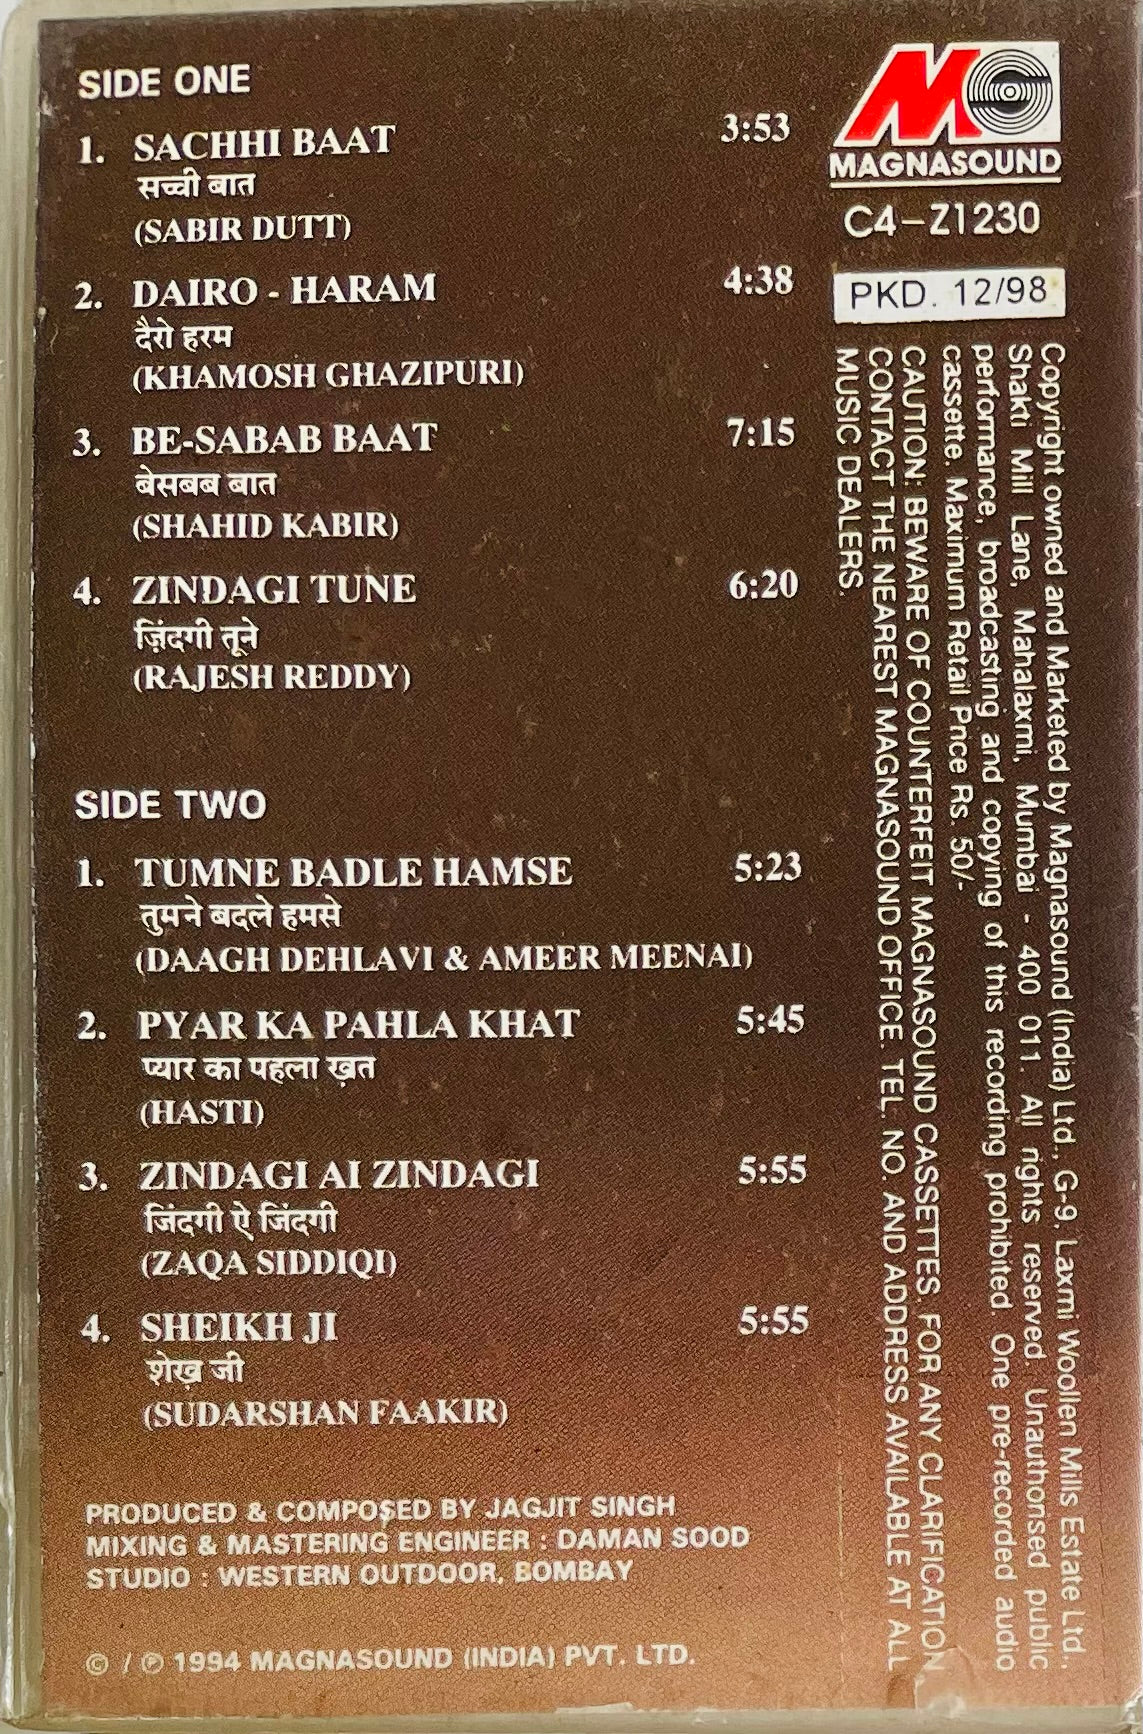 SIDE ONE
1. SACHHI BAAT 3:53
सच्ची बात
(SABIR DUTT)
2. DAIRO - HARAM 4:38
दैरो हरम
(KHAMOSH GHAZIPURI)
3. BE-SABAB BAAT 7:15
बेसबब बात
(SHAHID KABIR)
4. ZINDAGI TUNE 6:20
ज़िंदगी तूने
(RAJESH REDDY)
SIDE TWO
1. TUMNE BADLE HAMSE 5:23
तुमने बदले हमसे
(DAAGH DEHLAVI & AMEER MEENAI)
2. PYAR KA PAHLA KHAT 5:45
प्यार का पहला ख़त
(HASTI)
3. ZINDAGI AI ZINDAGI 5:55
जिंदगी ऐ जिंदगी
(ZAQA SIDDIQI)
4. SHEIKH JI 5:55
शेख़ जी
(SUDARSHAN FAAKIR)
PRODUCED & COMPOSED BY JAGJIT SINGH
MIXING & MASTERING ENGINEER : DAMAN SOOD
STUDIO : WESTERN OUTDOOR, BOMBAY
© / ℗ 1994 MAGNASOUND (INDIA) PVT. LTD.
MAGNASOUND
C4-Z1230
PKD. 12/98
Copyright owned and Marketed by Magnasound (India) Ltd., G-9, Laxmi Woollen Mills Estate Ltd.,
Shakti Mill Lane, Mahalaxmi, Mumbai - 400 011. All rights reserved. Unauthorised public
performance, broadcasting and copying of this recording prohibited. One pre-recorded audio
cassette. Maximum Retail Price Rs. 50/-
CAUTION: BEWARE OF COUNTERFEIT MAGNASOUND CASSETTES. FOR ANY CLARIFICATION
CONTACT THE NEAREST MAGNASOUND OFFICE. TEL. NO. AND ADDRESS AVAILABLE AT ALL
MUSIC DEALERS.